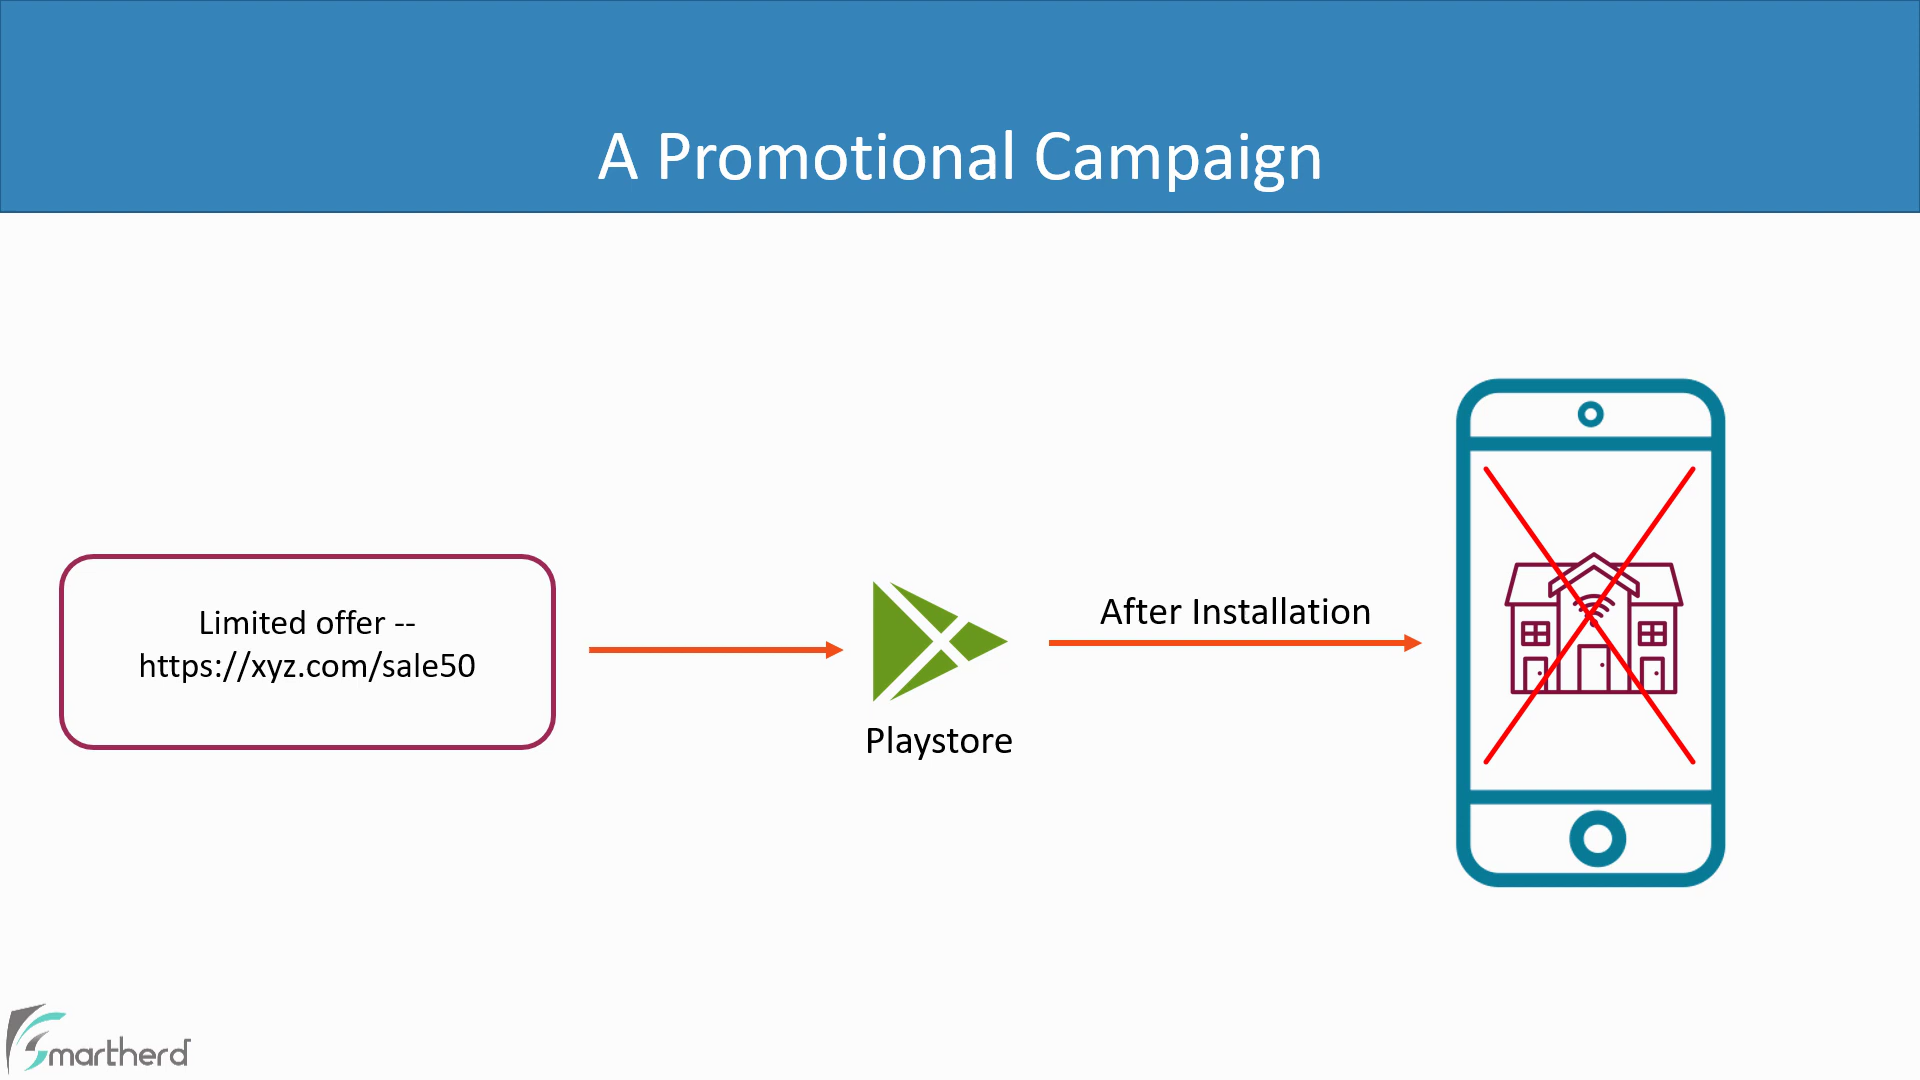 A Promotional Campaign
Limited offer --
https://xyz.com/sale50
Playstore
After Installation
Smartherd